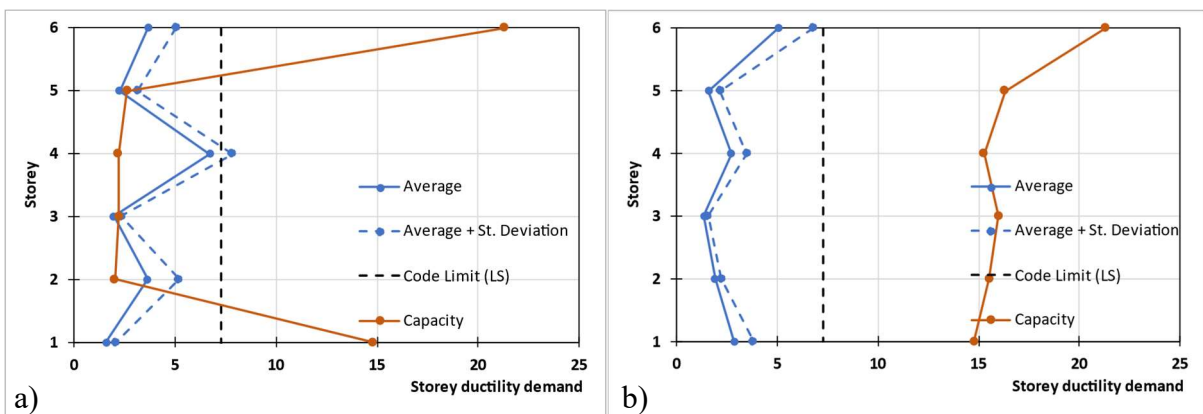 6
5
4
3
2
1
Storey
0
5
10
15
20
25
Storey ductility demand
Average
Average + St. Deviation
Code Limit (LS)
Capacity
a)
6
5
4
3
2
1
Storey
0
5
10
15
20
25
Storey ductility demand
Average
Average + St. Deviation
Code Limit (LS)
Capacity
b)